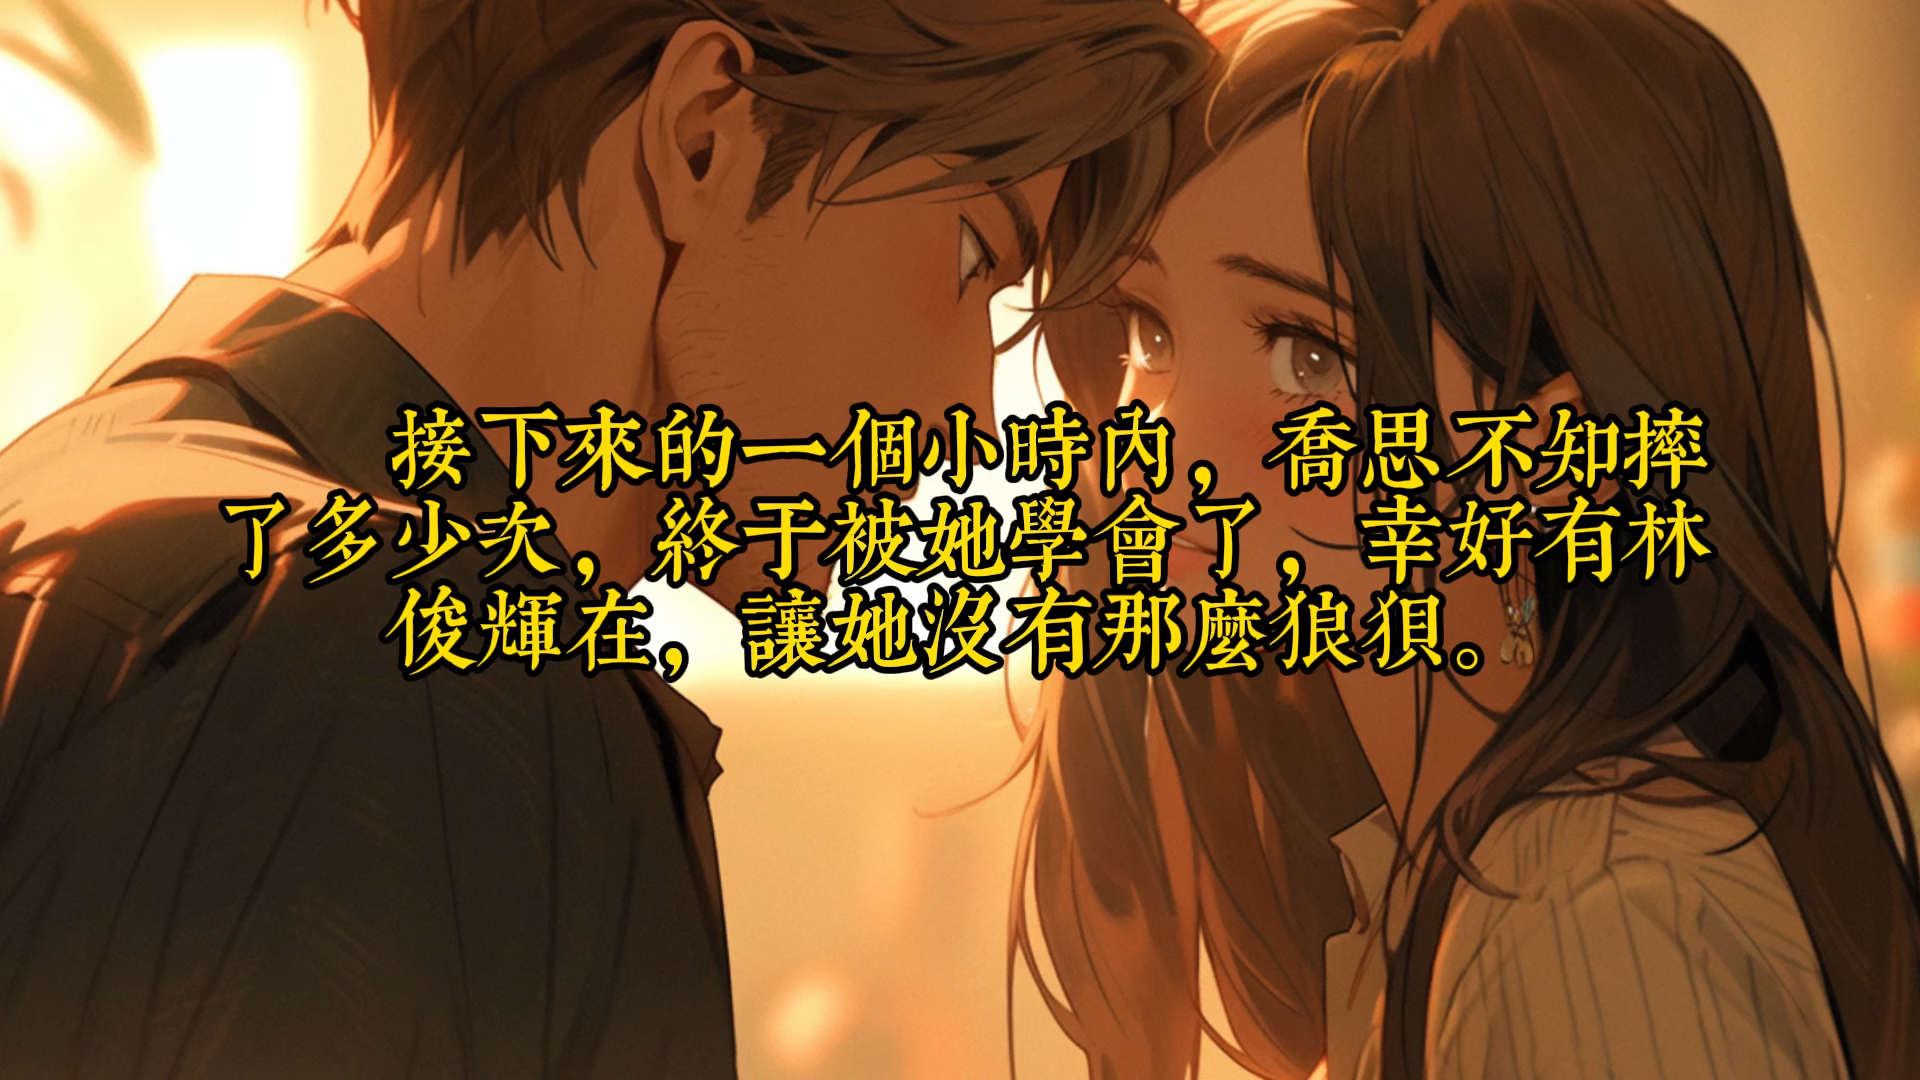 接下來的一個小時內，喬思不知摔
了多少次，終于被她學會了，幸好有林
俊輝在，讓她沒有那麼狼狽。